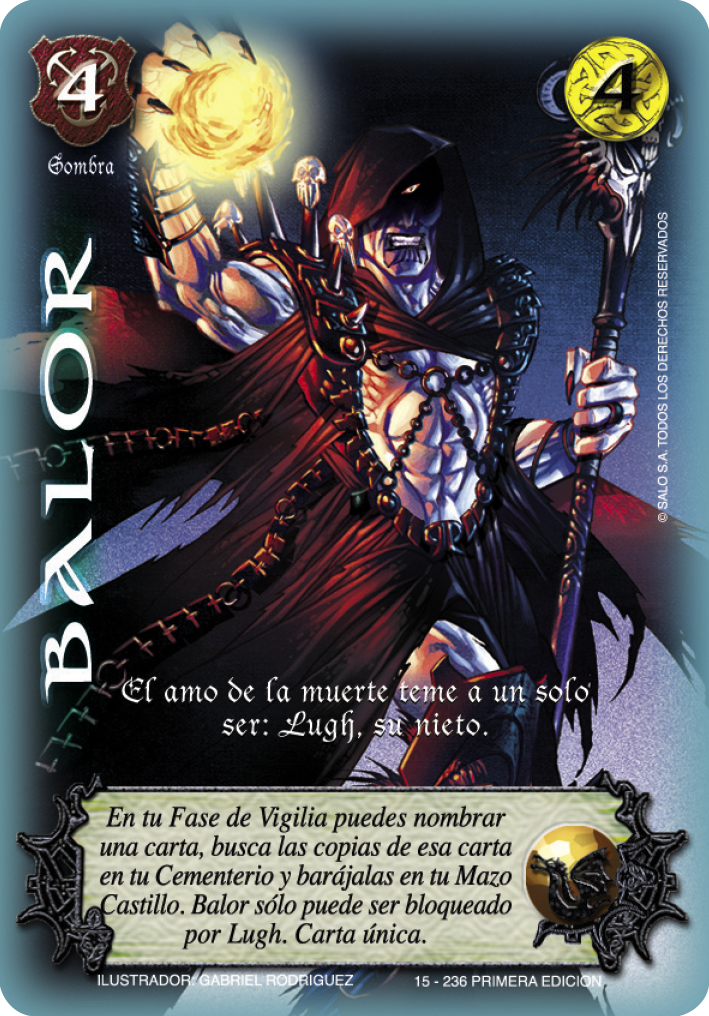 4
4
Sombra
BALOR
© SALO S.A. TODOS LOS DERECHOS RESERVADOS
El amo de la muerte teme a un solo
ser: Lugh, su nieto.
En tu Fase de Vigilia puedes nombrar
una carta, busca las copias de esa carta
en tu Cementerio y barájalas en tu Mazo
Castillo. Balor sólo puede ser bloqueado
por Lugh. Carta única.
ILUSTRADOR: GABRIEL RODRIGUEZ
15 - 236 PRIMERA EDICION